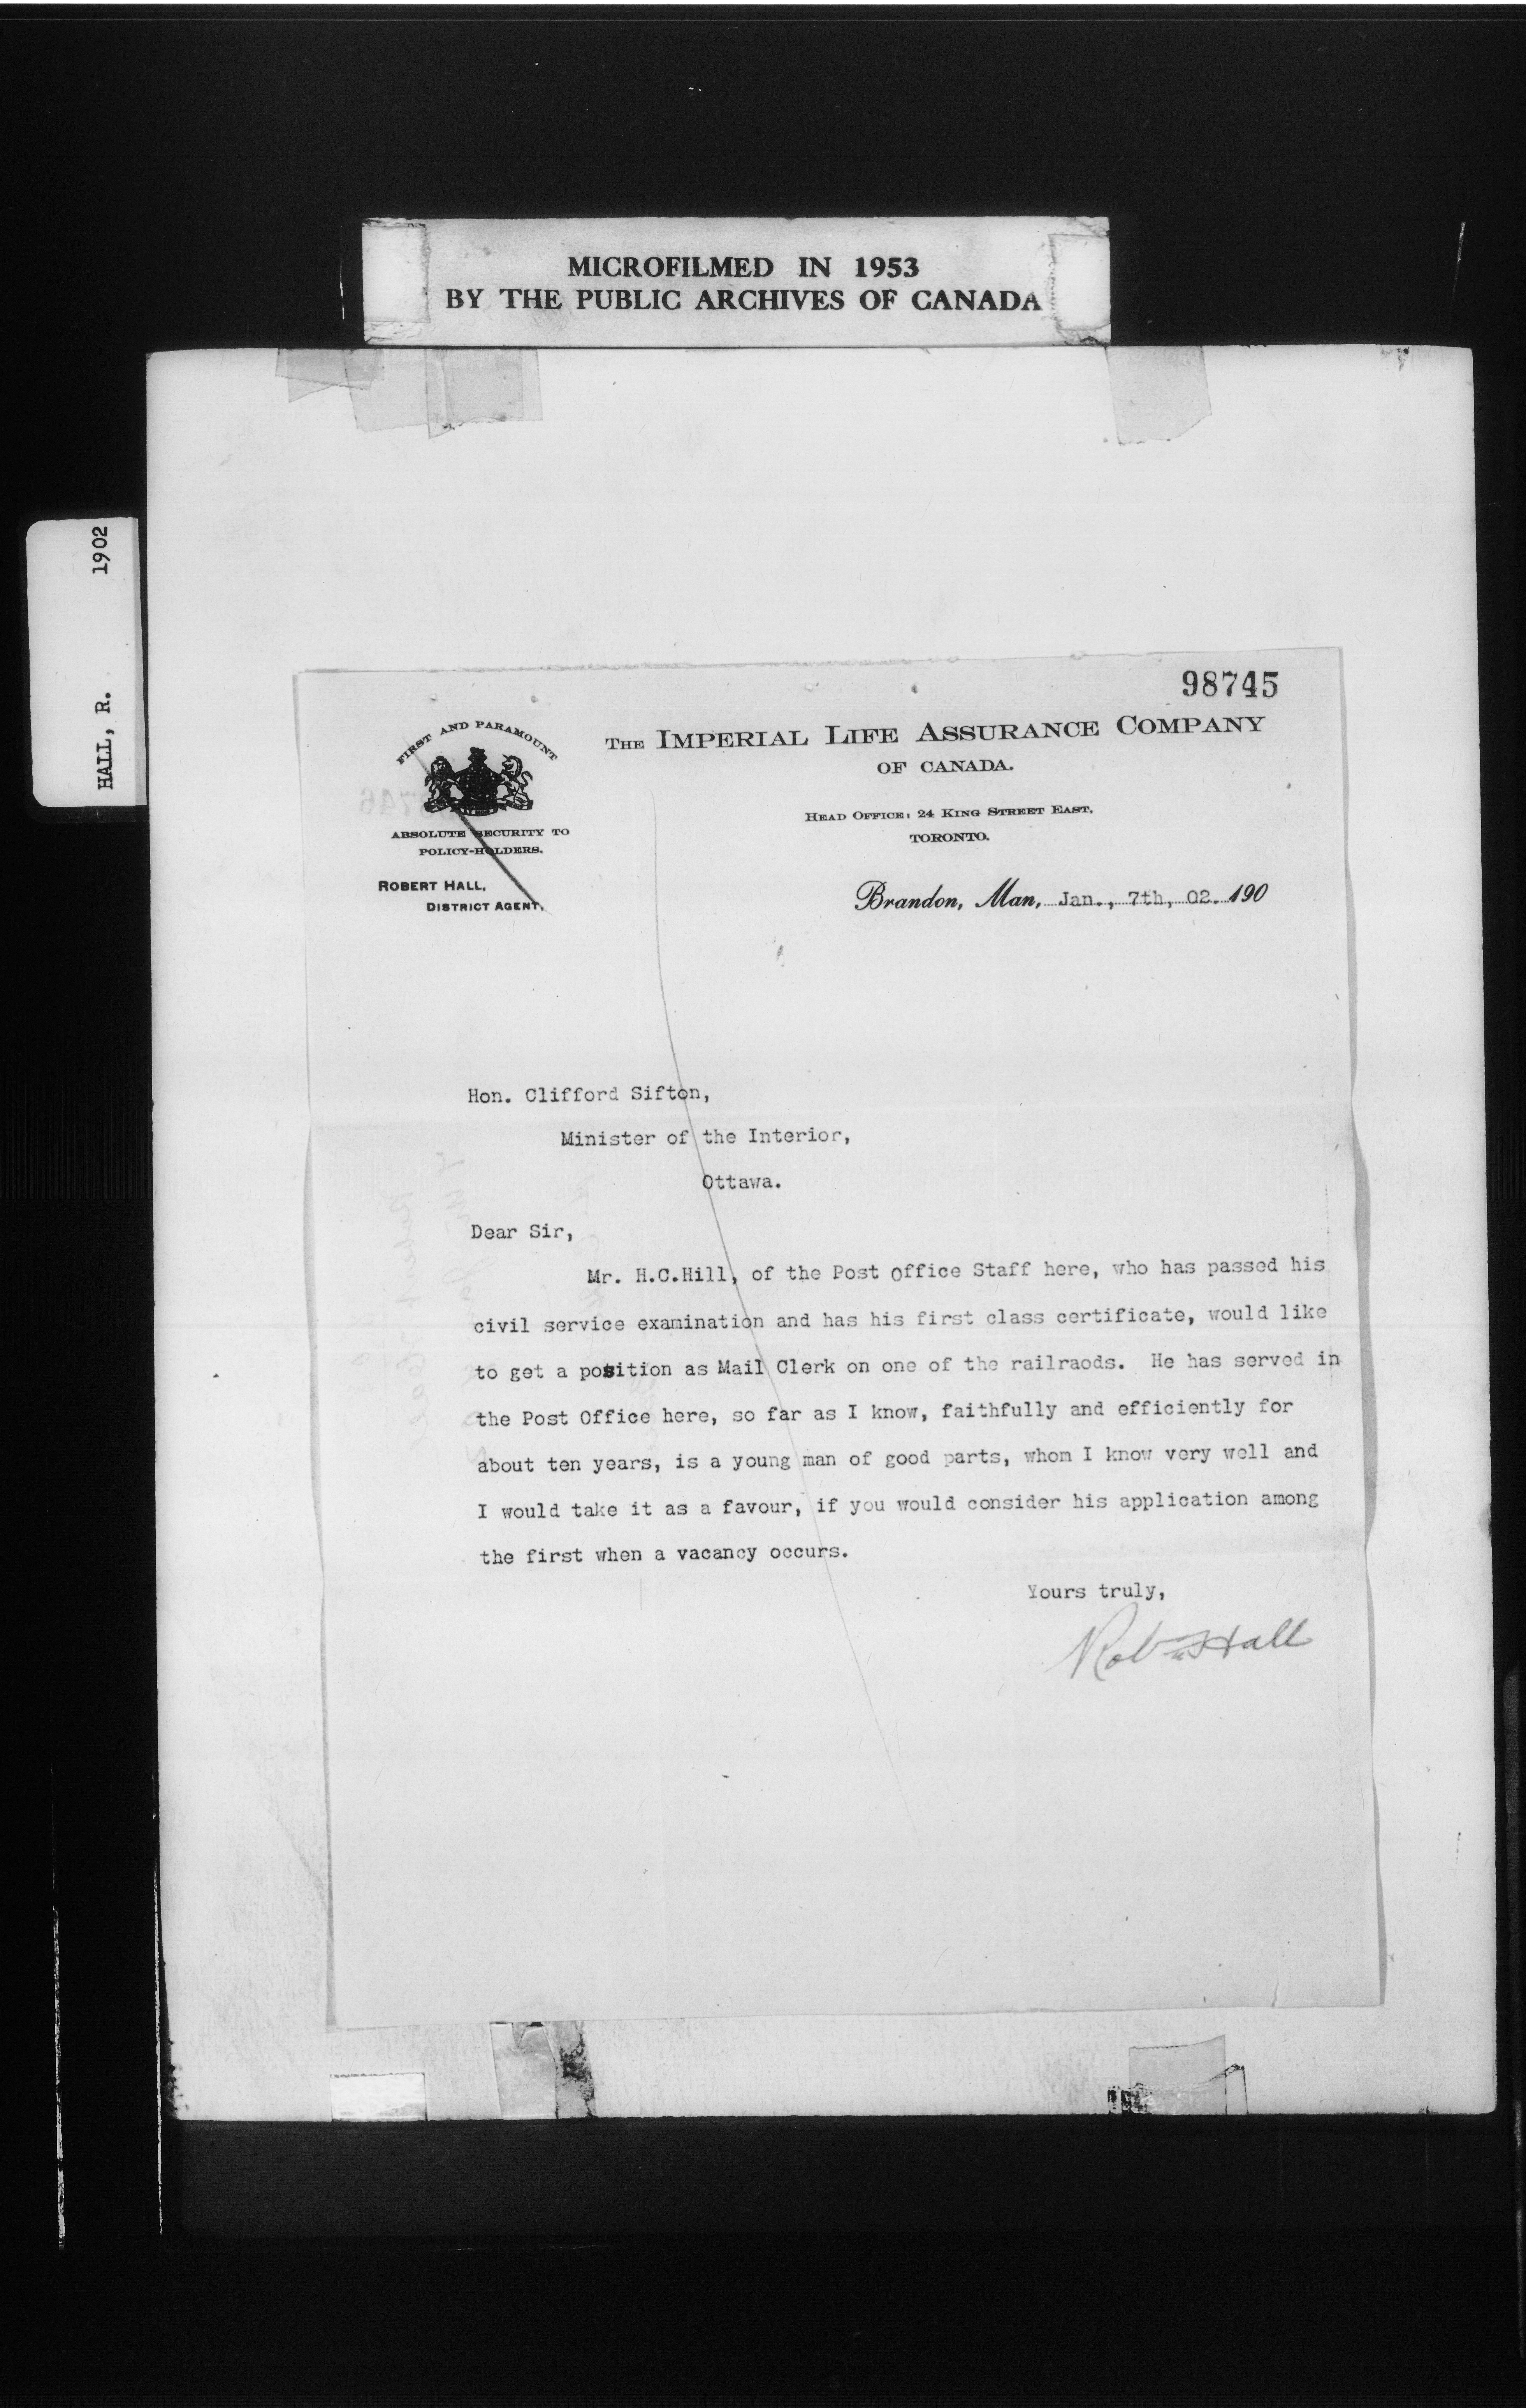 MICROFILMED IN 1953
BY THE PUBLIC ARCHIVES OF CANADA
HALL, R. 1902
98745
FIRST AND PARAMOUNT
ABSOLUTE SECURITY TO
POLICY-HOLDERS.
ROBERT HALL,
DISTRICT AGENT,
THE IMPERIAL LIFE ASSURANCE COMPANY
OF CANADA.
HEAD OFFICE: 24 KING STREET EAST,
TORONTO.
Brandon, Man, Jan., 7th, 02. 190
Hon. Clifford Sifton,
Minister of the Interior,
Ottawa.
Dear Sir,
Mr. H.C.Hill, of the Post Office Staff here, who has passed his
civil service examination and has his first class certificate, would like
to get a position as Mail Clerk on one of the railraods. He has served in
the Post Office here, so far as I know, faithfully and efficiently for
about ten years, is a young man of good parts, whom I know very well and
I would take it as a favour, if you would consider his application among
the first when a vacancy occurs.
Yours truly,
Robt Hall